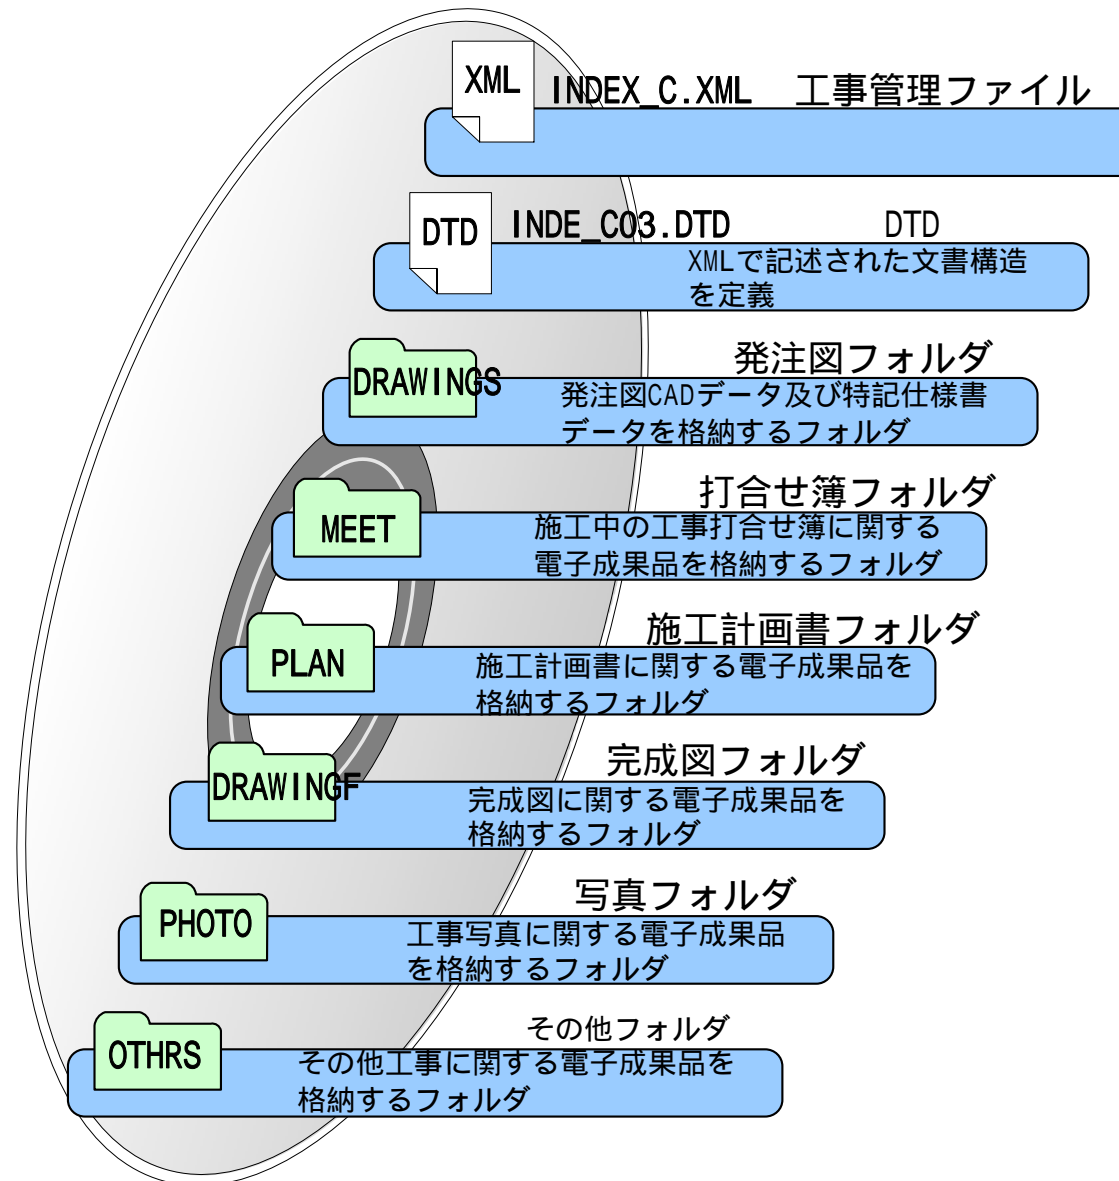 XML
INDEX_C.XML 工事管理ファイル
DTD
INDE_C03.DTD DTD
XMLで記述された文書構造
を定義
DRAWINGS
発注図フォルダ
発注図CADデータ及び特記仕様書
データを格納するフォルダ
MEET
打合せ簿フォルダ
施工中の工事打合せ簿に関する
電子成果品を格納するフォルダ
PLAN
施工計画書フォルダ
施工計画書に関する電子成果品を
格納するフォルダ
DRAWINGF
完成図フォルダ
完成図に関する電子成果品を
格納するフォルダ
PHOTO
写真フォルダ
工事写真に関する電子成果品
を格納するフォルダ
OTHRS
その他フォルダ
その他工事に関する電子成果品を
格納するフォルダ